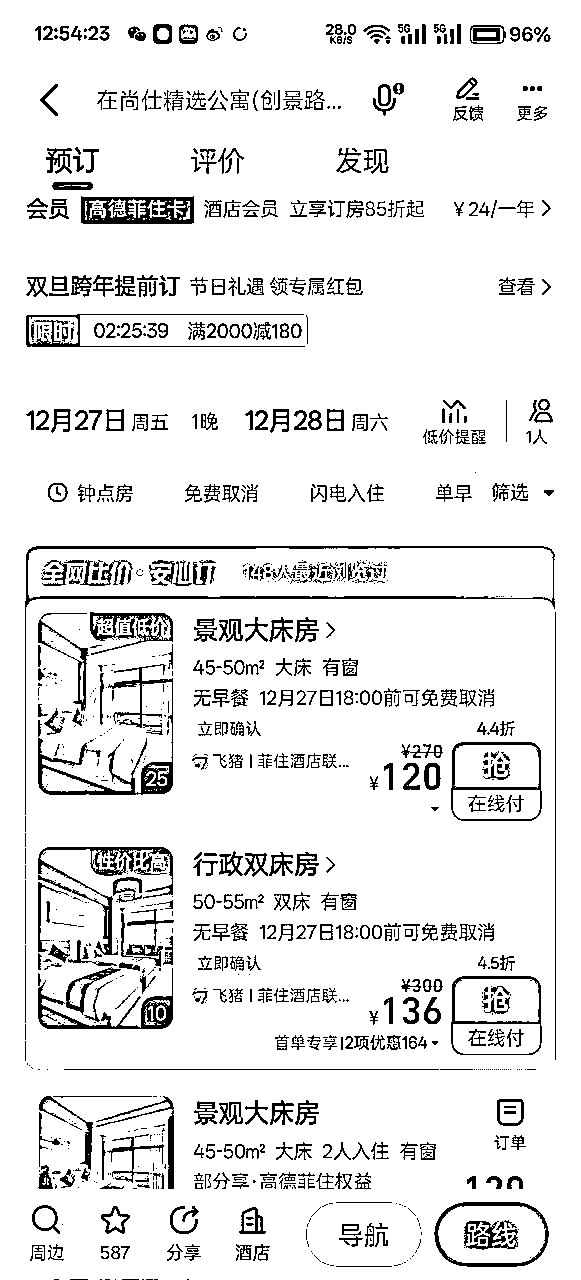 12:54:23 28.0 KB/S 5G 5G 96%
在尚仕精选公寓(创景路... 反馈 更多
预订 评价 发现
会员 高德菲住卡 酒店会员 立享订房85折起 ¥24/一年
双旦跨年提前订 节日礼遇 领专属红包 查看
限时 02:25:39 满2000减180
12月27日周五 1晚 12月28日周六 低价提醒 1人
钟点房 免费取消 闪电入住 单早 筛选
全网比价·安心订 148人最近浏览过
超值低价
景观大床房
45-50m² 大床 有窗
无早餐 12月27日18:00前可免费取消
立即确认 4.4折
飞猪 | 菲住酒店联... ¥270 抢
¥120
25 在线付
性价比高
行政双床房
50-55m² 双床 有窗
无早餐 12月27日18:00前可免费取消
立即确认 4.5折
飞猪 | 菲住酒店联... ¥300 抢
¥136
10 首单专享|2项优惠164 在线付
景观大床房
45-50m² 大床 2人入住 有窗 订单
部分享·高德菲住权益 120
周边 587 分享 酒店 导航 路线